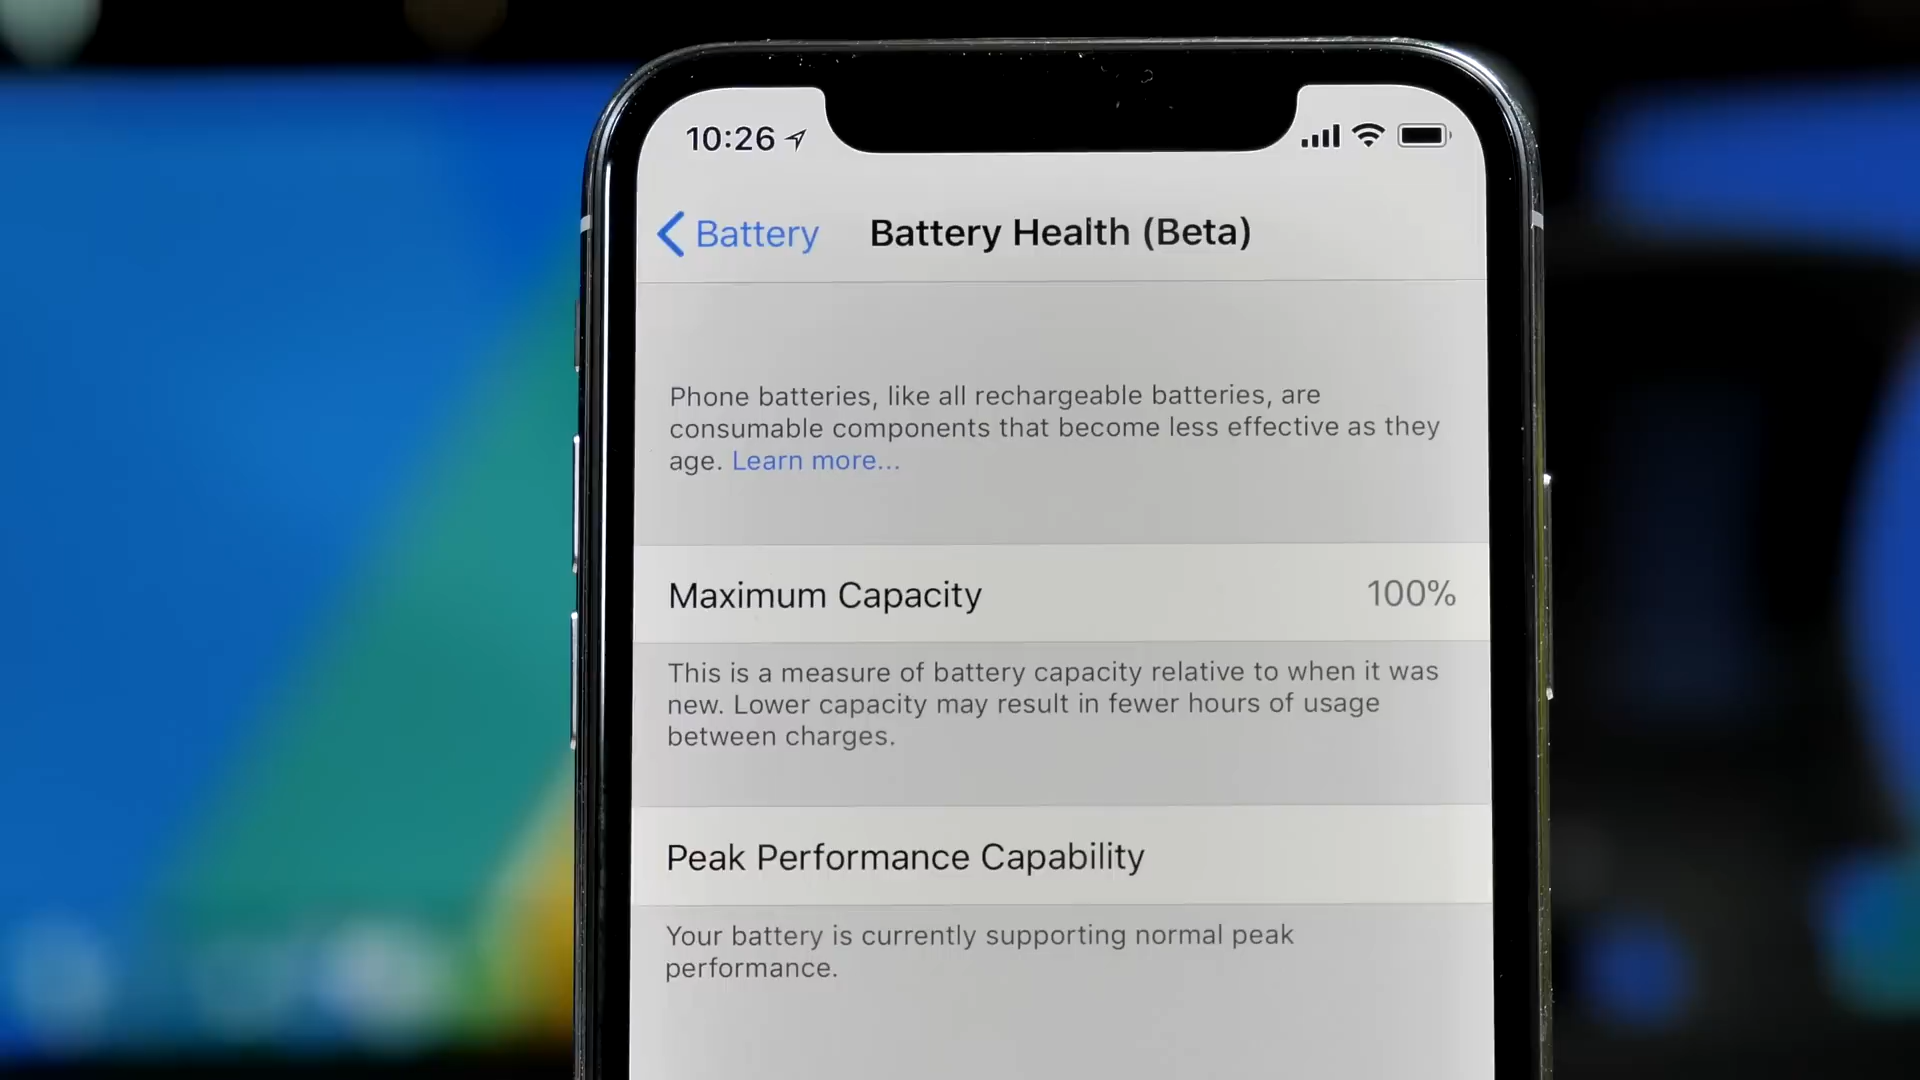 10:26
Battery Battery Health (Beta)
Phone batteries, like all rechargeable batteries, are
consumable components that become less effective as they
age. Learn more...
Maximum Capacity 100%
This is a measure of battery capacity relative to when it was
new. Lower capacity may result in fewer hours of usage
between charges.
Peak Performance Capability
Your battery is currently supporting normal peak
performance.